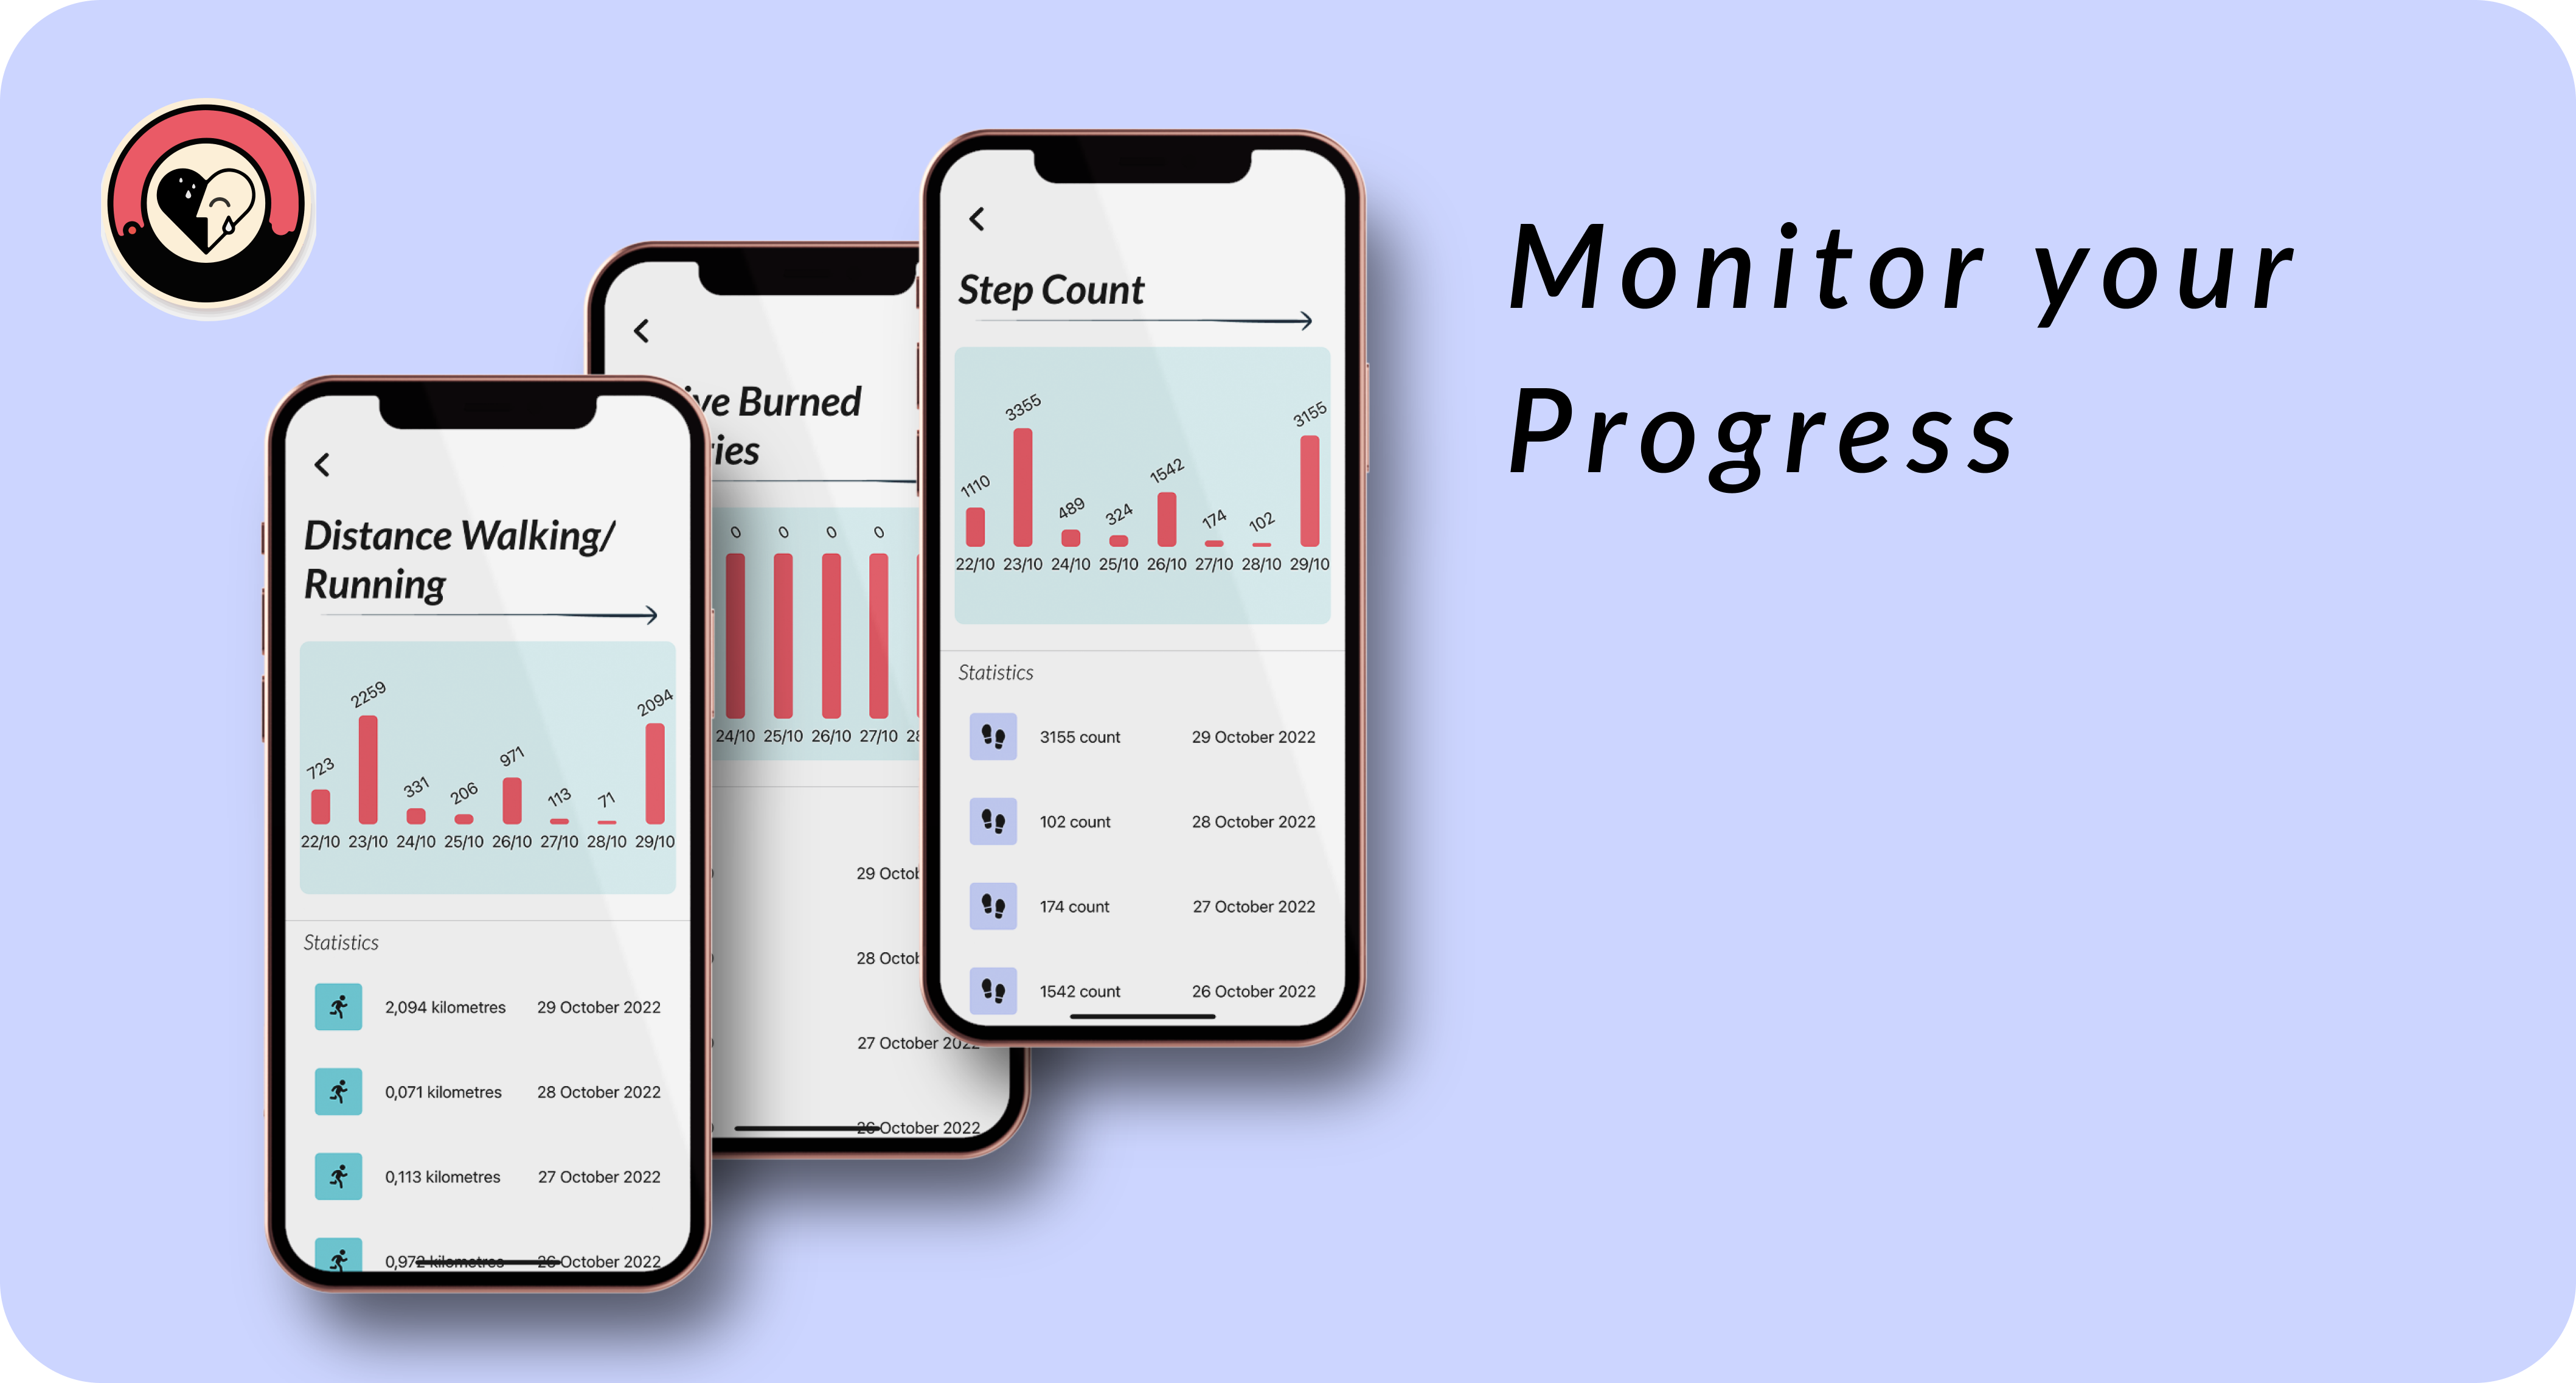 Monitor your
Progress
Step Count
3355
3155
1542
1110
489
324
174
102
22/10 23/10 24/10 25/10 26/10 27/10 28/10 29/10
Statistics
3155 count 29 October 2022
102 count 28 October 2022
174 count 27 October 2022
1542 count 26 October 2022
Burned
0 0 0 0
24/10 25/10 26/10 27/10
29
28
27 October 2022
26 October 2022
Distance Walking/
Running
2259
2094
971
723
331
206
113
71
22/10 23/10 24/10 25/10 26/10 27/10 28/10 29/10
Statistics
2,094 kilometres 29 October 2022
0,071 kilometres 28 October 2022
0,113 kilometres 27 October 2022
0,972 kilometres 26 October 2022